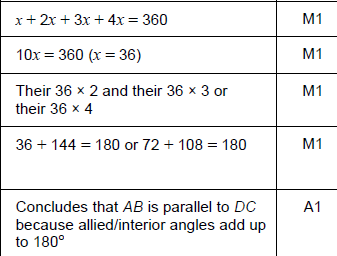 x + 2x + 3x + 4x = 360 M1
10x = 360 (x = 36) M1
Their 36 × 2 and their 36 × 3 or M1
their 36 × 4
36 + 144 = 180 or 72 + 108 = 180 M1
Concludes that AB is parallel to DC A1
because allied/interior angles add up
to 180°